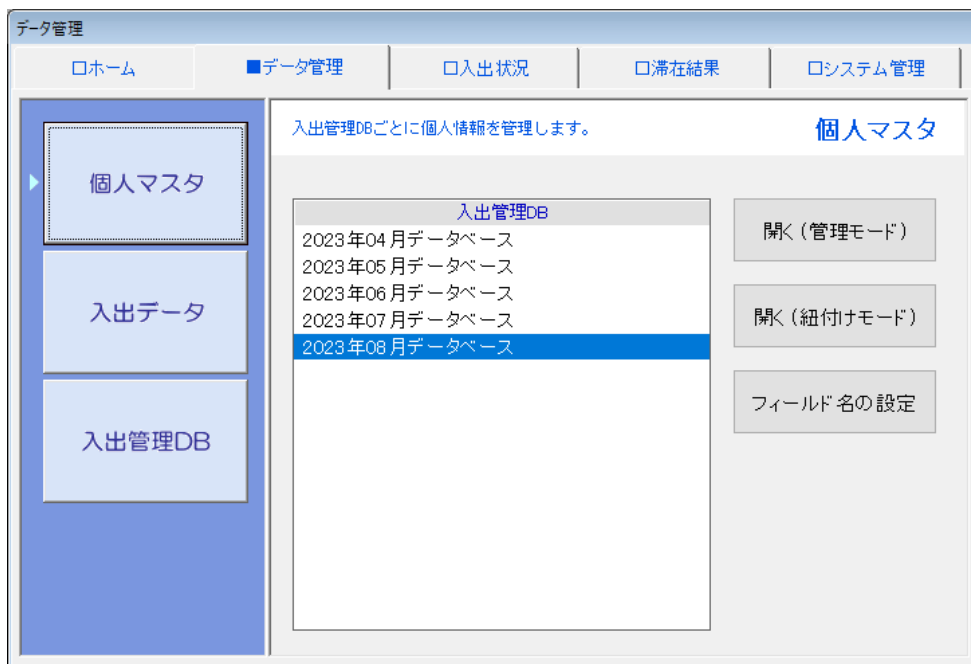 データ管理
□ホーム
■データ管理
□入出状況
□滞在結果
□システム管理
個人マスタ
入出データ
入出管理DB
入出管理DBごとに個人情報を管理します。
個人マスタ
入出管理DB
2023年04月データベース
2023年05月データベース
2023年06月データベース
2023年07月データベース
2023年08月データベース
開く(管理モード)
開く(紐付けモード)
フィールド名の設定